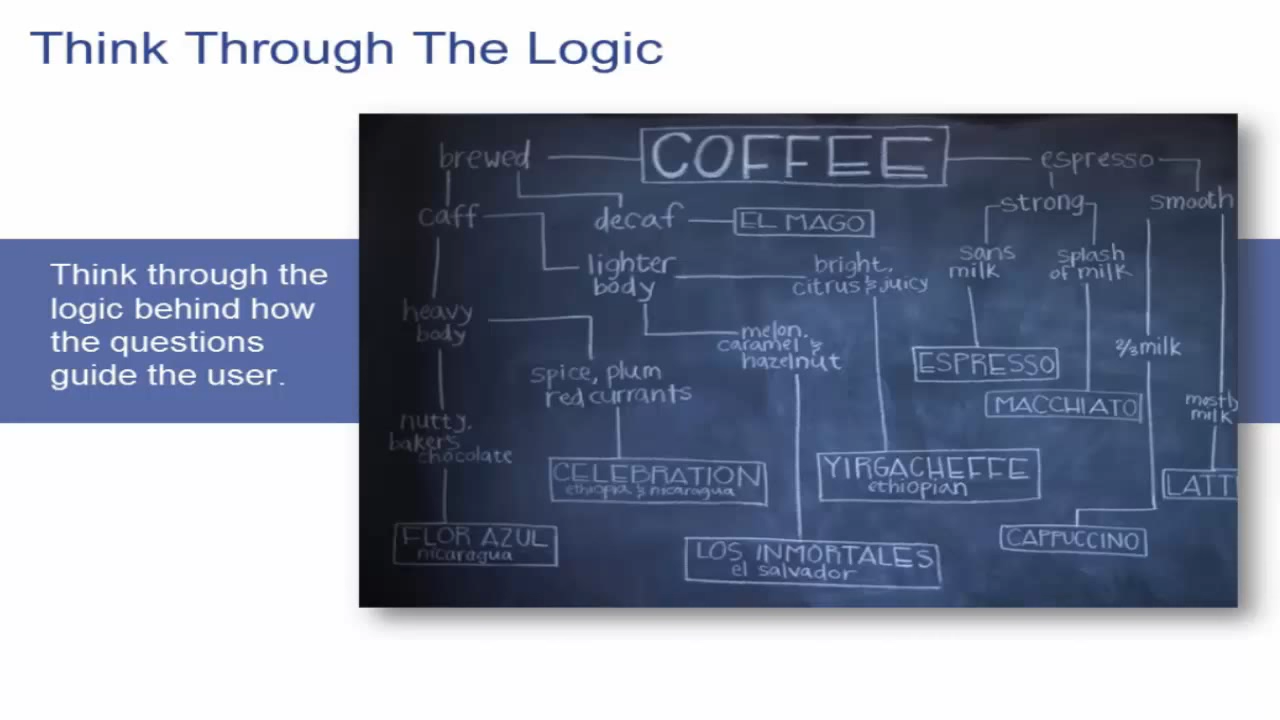 Think Through The Logic
Think through the
logic behind how
the questions
guide the user.
COFFEE
brewed
espresso
caff
decaf
EL MAGO
strong
smooth
lighter
body
bright,
citrus & juicy
sans
milk
splash
of milk
heavy
body
melon,
caramel &
hazelnut
ESPRESSO
2/3 milk
spice, plum
red currants
MACCHIATO
mostly
milk
nutty,
baker's
chocolate
CELEBRATION
ethiopia & nicaragua
YIRGACHEFFE
ethiopian
LATT
FLOR AZUL
nicaragua
LOS INMORTALES
el salvador
CAPPUCCINO